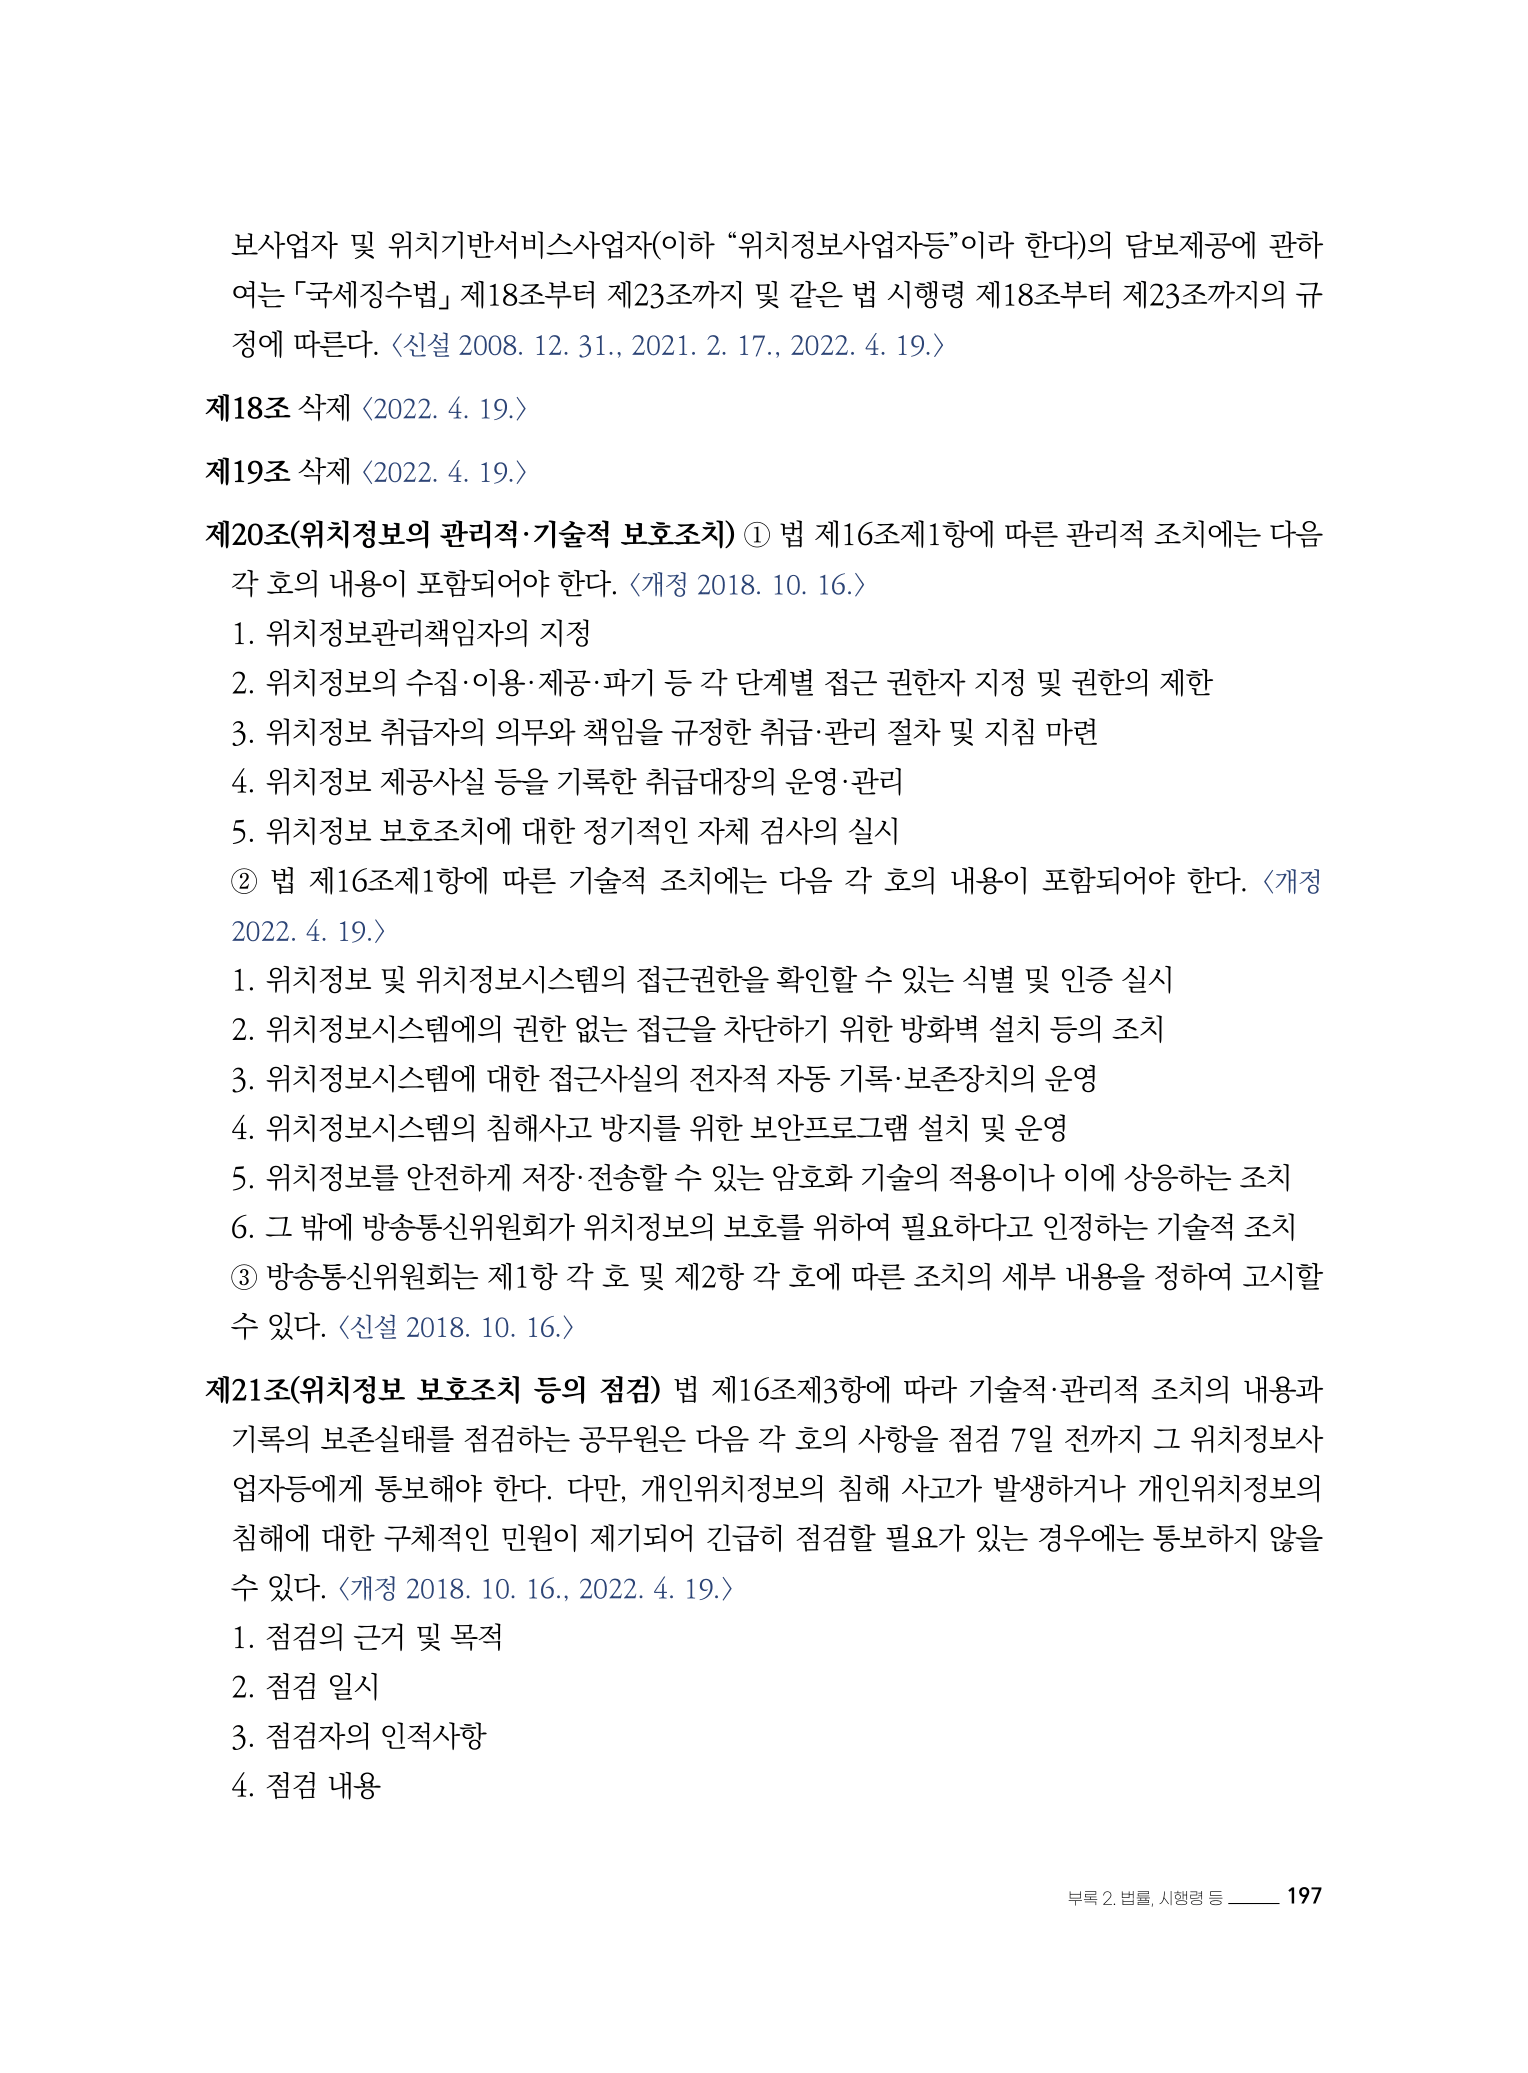 보사업자 및 위치기반서비스사업자(이하 “위치정보사업자등”이라 한다)의 담보제공에 관하
여는 「국세징수법」 제18조부터 제23조까지 및 같은 법 시행령 제18조부터 제23조까지의 규
정에 따른다. 〈신설 2008. 12. 31., 2021. 2. 17., 2022. 4. 19.〉
제18조 삭제 〈2022. 4. 19.〉
제19조 삭제 〈2022. 4. 19.〉
제20조(위치정보의 관리적·기술적 보호조치) ① 법 제16조제1항에 따른 관리적 조치에는 다음
각 호의 내용이 포함되어야 한다. 〈개정 2018. 10. 16.〉
1. 위치정보관리책임자의 지정
2. 위치정보의 수집·이용·제공·파기 등 각 단계별 접근 권한자 지정 및 권한의 제한
3. 위치정보 취급자의 의무와 책임을 규정한 취급·관리 절차 및 지침 마련
4. 위치정보 제공사실 등을 기록한 취급대장의 운영·관리
5. 위치정보 보호조치에 대한 정기적인 자체 검사의 실시
② 법 제16조제1항에 따른 기술적 조치에는 다음 각 호의 내용이 포함되어야 한다. 〈개정
2022. 4. 19.〉
1. 위치정보 및 위치정보시스템의 접근권한을 확인할 수 있는 식별 및 인증 실시
2. 위치정보시스템에의 권한 없는 접근을 차단하기 위한 방화벽 설치 등의 조치
3. 위치정보시스템에 대한 접근사실의 전자적 자동 기록·보존장치의 운영
4. 위치정보시스템의 침해사고 방지를 위한 보안프로그램 설치 및 운영
5. 위치정보를 안전하게 저장·전송할 수 있는 암호화 기술의 적용이나 이에 상응하는 조치
6. 그 밖에 방송통신위원회가 위치정보의 보호를 위하여 필요하다고 인정하는 기술적 조치
③ 방송통신위원회는 제1항 각 호 및 제2항 각 호에 따른 조치의 세부 내용을 정하여 고시할
수 있다. 〈신설 2018. 10. 16.〉
제21조(위치정보 보호조치 등의 점검) 법 제16조제3항에 따라 기술적·관리적 조치의 내용과
기록의 보존실태를 점검하는 공무원은 다음 각 호의 사항을 점검 7일 전까지 그 위치정보사
업자등에게 통보해야 한다. 다만, 개인위치정보의 침해 사고가 발생하거나 개인위치정보의
침해에 대한 구체적인 민원이 제기되어 긴급히 점검할 필요가 있는 경우에는 통보하지 않을
수 있다. 〈개정 2018. 10. 16., 2022. 4. 19.〉
1. 점검의 근거 및 목적
2. 점검 일시
3. 점검자의 인적사항
4. 점검 내용
부록 2. 법률, 시행령 등 197